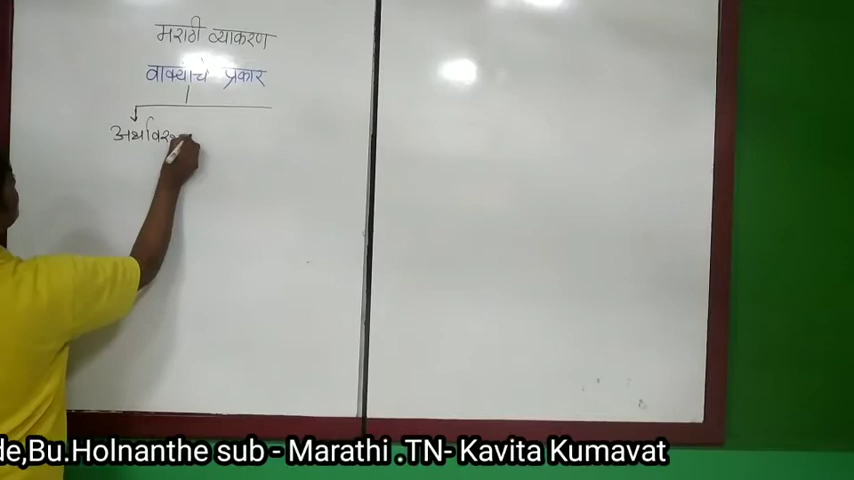 मराठी व्याकरण
वाक्यांचे प्रकार
अर्थावरू
de,Bu.Holnanthe sub - Marathi .TN- Kavita Kumavat